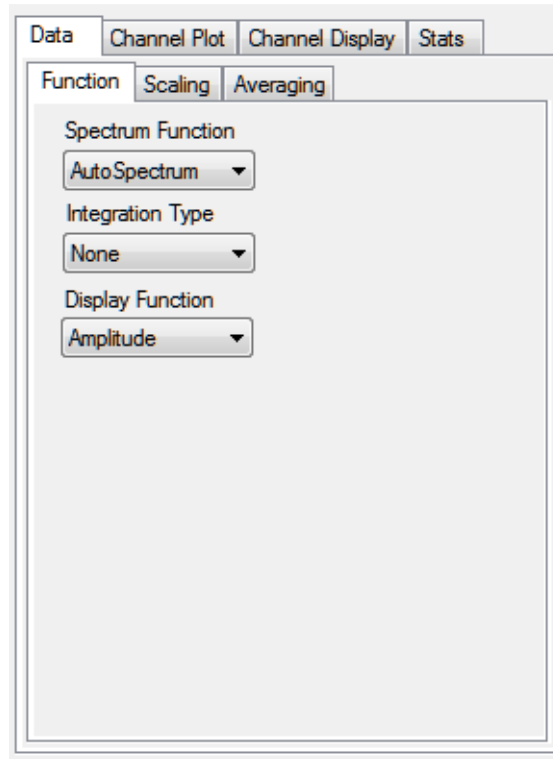 Data Channel Plot Channel Display Stats
Function Scaling Averaging
Spectrum Function
AutoSpectrum
Integration Type
None
Display Function
Amplitude